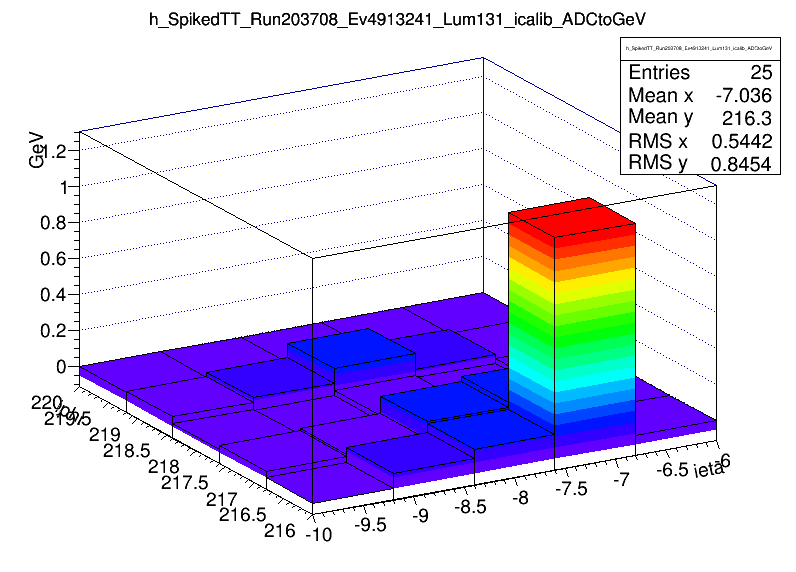 h_SpikedTT_Run203708_Ev4913241_Lum131_icalib_ADCtoGeV
h_SpikedTT_Run203708_Ev4913241_Lum131_icalib_ADCtoGeV
Entries 25
Mean x -7.036
Mean y 216.3
RMS x 0.5442
RMS y 0.8454
GeV
1.2
1
0.8
0.6
0.4
0.2
0
220
219.5
219
218.5
218
217.5
217
216.5
216
iphi
-10
-9.5
-9
-8.5
-8
-7.5
-7
-6.5
-6
ieta